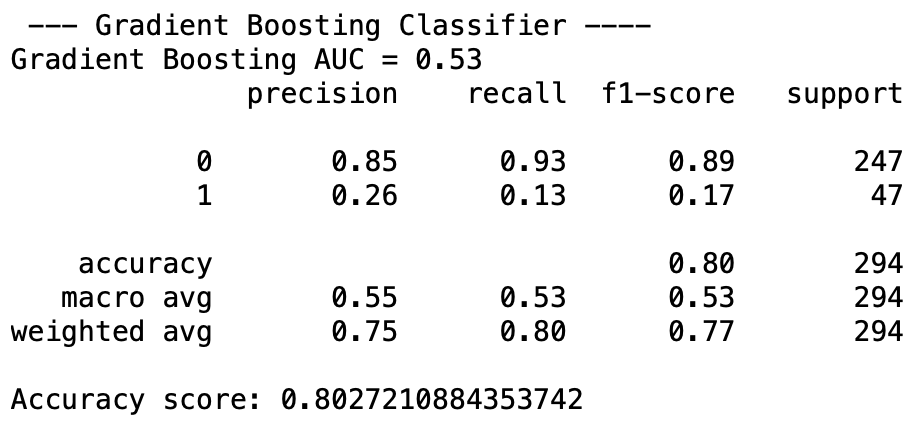 --- Gradient Boosting Classifier ----
Gradient Boosting AUC = 0.53
precision recall f1-score support
0 0.85 0.93 0.89 247
1 0.26 0.13 0.17 47
accuracy 0.80 294
macro avg 0.55 0.53 0.53 294
weighted avg 0.75 0.80 0.77 294
Accuracy score: 0.8027210884353742